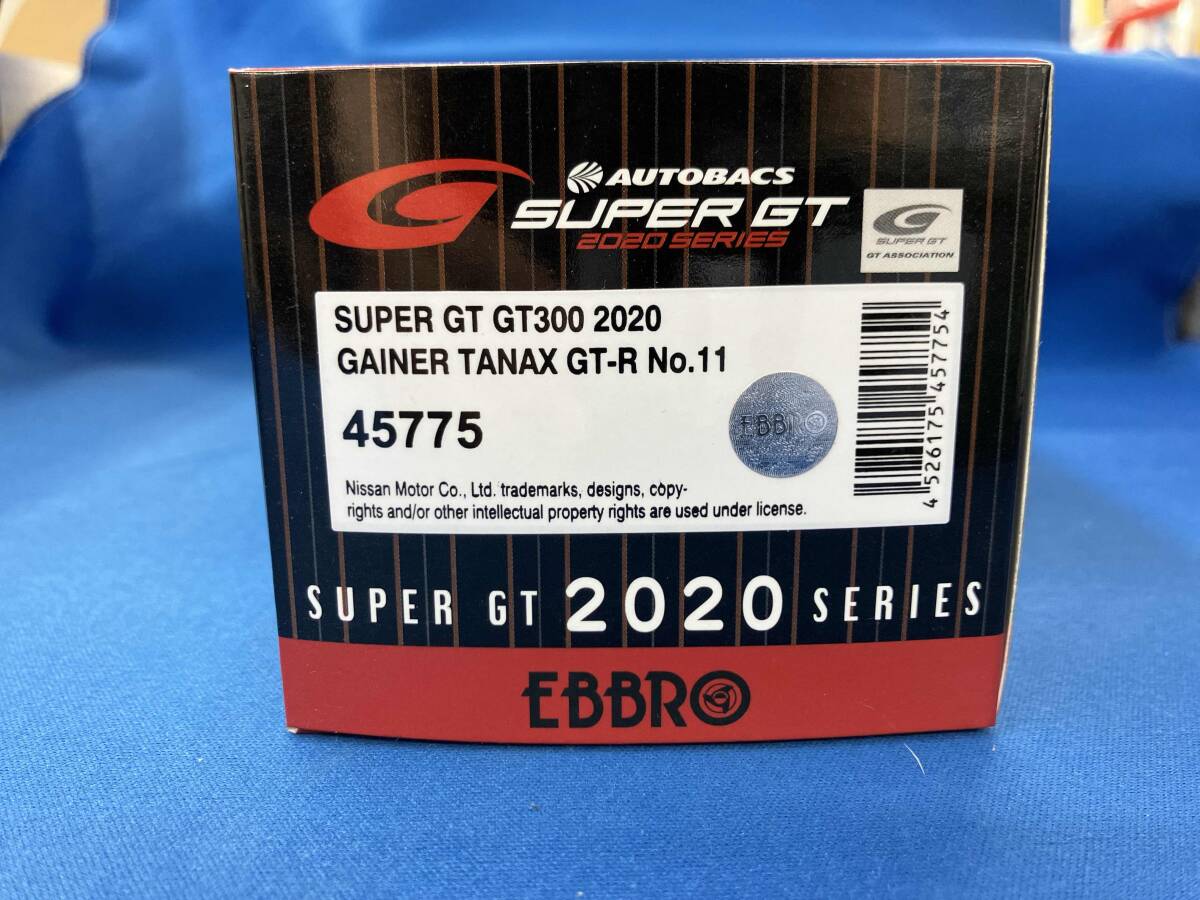 AUTOBACS
SUPER GT
2020 SERIES
SUPER GT
GT ASSOCIATION
SUPER GT GT300 2020
GAINER TANAX GT-R No.11
45775
EBBRO
Nissan Motor Co., Ltd. trademarks, designs, copy-
rights and/or other intellectual property rights are used under license.
4 526175 457754
SUPER GT 2020 SERIES
EBBRO